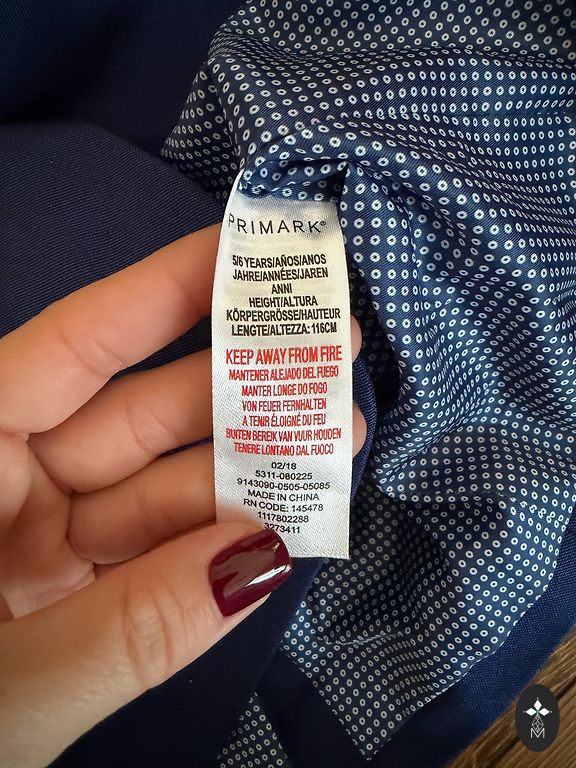 PRIMARK®
5/6 YEARS/AÑOS/ANOS
JAHRE/ANNÉES/JAREN
ANNI
HEIGHT/ALTURA
KÖRPERGRÖSSE/HAUTEUR
LENGTE/ALTEZZA: 116CM
KEEP AWAY FROM FIRE
MANTENER ALEJADO DEL FUEGO
MANTER LONGE DO FOGO
VON FEUER FERNHALTEN
A TENIR ÉLOIGNÉ DU FEU
BUITEN BEREIK VAN VUUR HOUDEN
TENERE LONTANO DAL FUOCO
02/18
5311-080225
9143090-0505-05085
MADE IN CHINA
RN CODE: 145478
1117802288
3273411
M